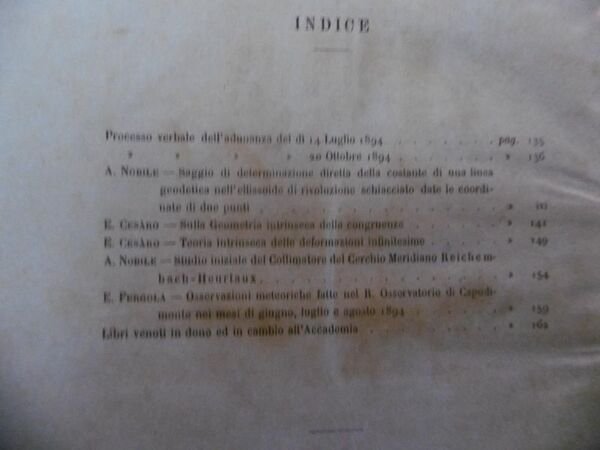 INDICE
Processo verbale dell'adunanza del dì 14 Luglio 1894 . . . . . . . pag. 135
» » » » 20 Ottobre 1894 . . . . . . » 136
A. NOBILE — Saggio di determinazione diretta della costante di una linea
geodetica nell'ellissoide di rivoluzione schiacciato date le coordi-
nate di due punti . . . . . . . . . . . »
E. CESÀRO — Sulla Geometria intrinseca della congruenze . . . . . . » 141
E. CESÀRO — Teoria intrinseca delle deformazioni infinitesime . . . . . » 149
A. NOBILE — Studio iniziale del Collimatore del Cerchio Meridiano Reichem-
bach-Heurtaux . . . . . . . . . . . » 154
E. FERGOLA — Osservazioni meteoriche fatte nel R. Osservatorio di Capodi-
monte nei mesi di giugno, luglio e agosto 1894 . . . . . » 159
Libri venuti in dono ed in cambio all'Accademia . . . . . . . » 162